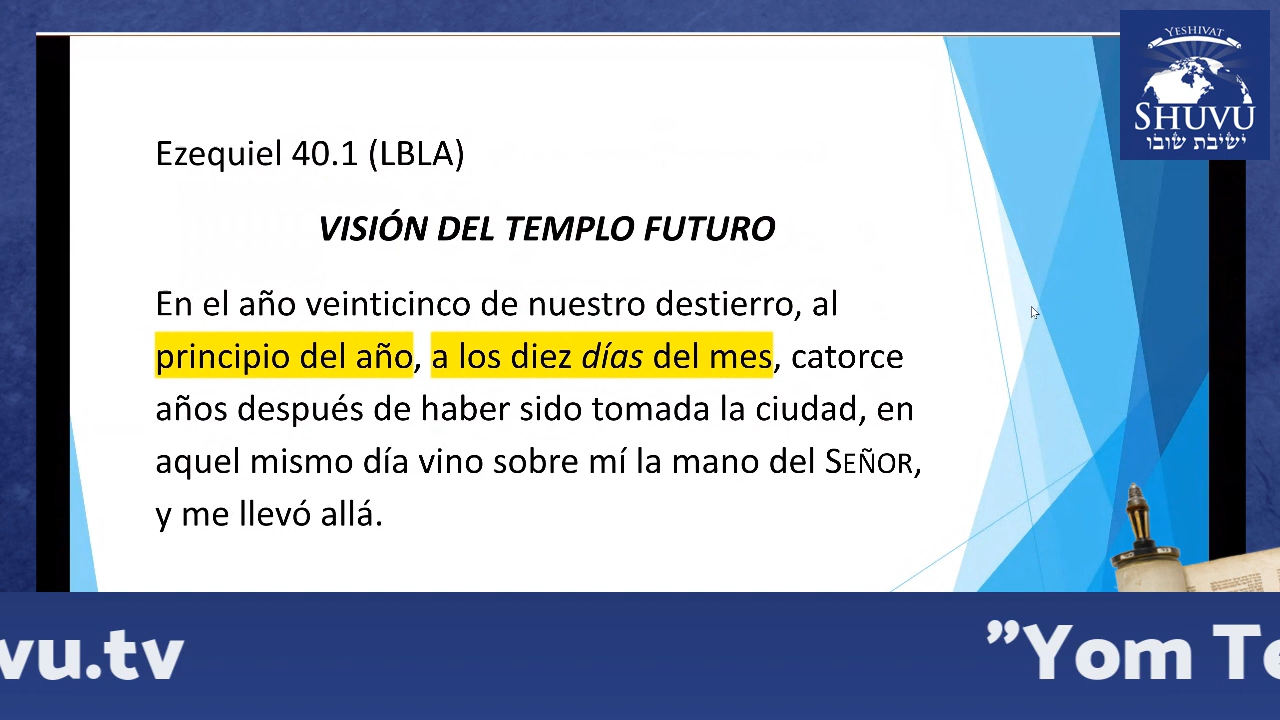 YESHIVAT
SHUVU
ישיבת שובו
Ezequiel 40.1 (LBLA)
VISIÓN DEL TEMPLO FUTURO
En el año veinticinco de nuestro destierro, al
principio del año, a los diez días del mes, catorce
años después de haber sido tomada la ciudad, en
aquel mismo día vino sobre mí la mano del SEÑOR,
y me llevó allá.
vu.tv ”Yom Te